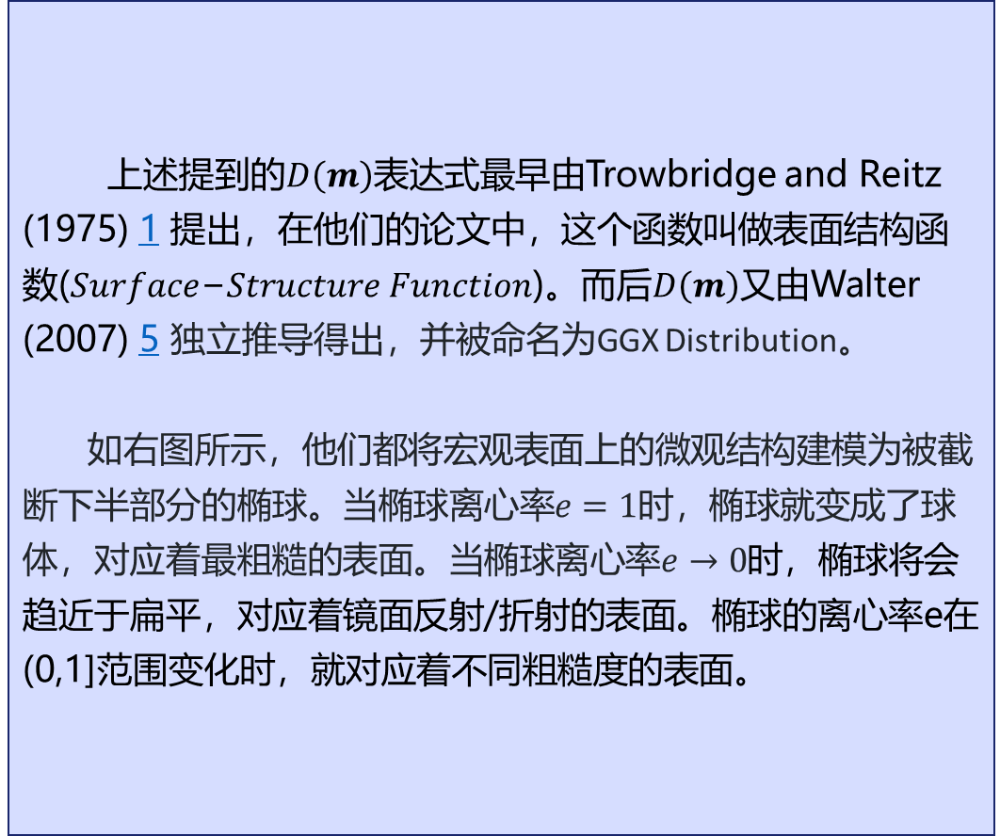 上述提到的D(m)表达式最早由Trowbridge and Reitz
(1975) 1 提出，在他们的论文中，这个函数叫做表面结构函
数(Surface−Structure Function)。而后D(m)又由Walter
(2007) 5 独立推导得出，并被命名为GGX Distribution。
如右图所示，他们都将宏观表面上的微观结构建模为被截
断下半部分的椭球。当椭球离心率e = 1时，椭球就变成了球
体，对应着最粗糙的表面。当椭球离心率e → 0时，椭球将会
趋近于扁平，对应着镜面反射/折射的表面。椭球的离心率e在
(0,1]范围变化时，就对应着不同粗糙度的表面。